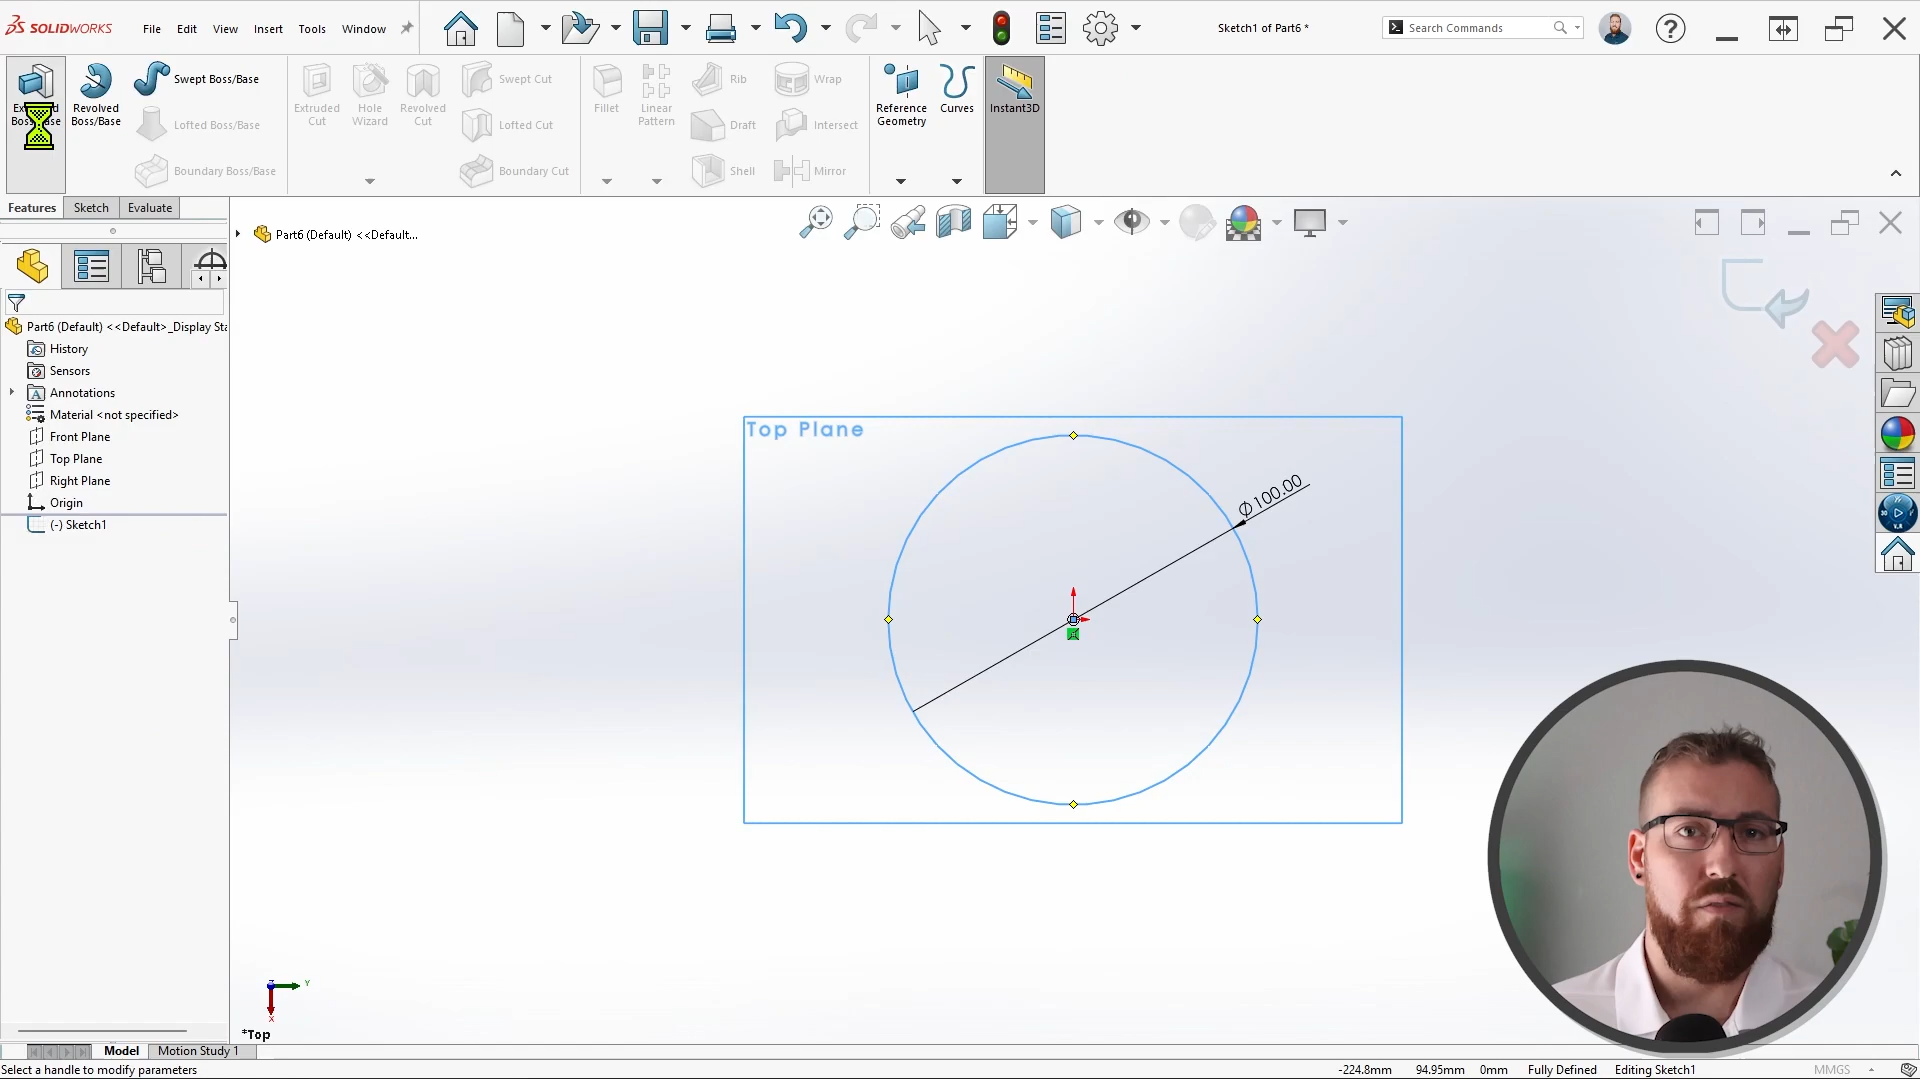 SOLIDWORKS
File Edit View Insert Tools Window
Sketch1 of Part6 *
Search Commands
Extruded Boss/Base
Revolved Boss/Base
Swept Boss/Base
Lofted Boss/Base
Boundary Boss/Base
Extruded Cut
Hole Wizard
Revolved Cut
Swept Cut
Lofted Cut
Boundary Cut
Fillet
Linear Pattern
Rib
Draft
Shell
Wrap
Intersect
Mirror
Reference Geometry
Curves
Instant3D
Features Sketch Evaluate
Part6 (Default) <<Default...
Part6 (Default) <<Default>_Display Sta
History
Sensors
Annotations
Material <not specified>
Front Plane
Top Plane
Right Plane
Origin
(-) Sketch1
Top Plane
Ø100.00
Y
X
*Top
Model Motion Study 1
Select a handle to modify parameters
-224.8mm 94.95mm 0mm Fully Defined Editing Sketch1 MMGS